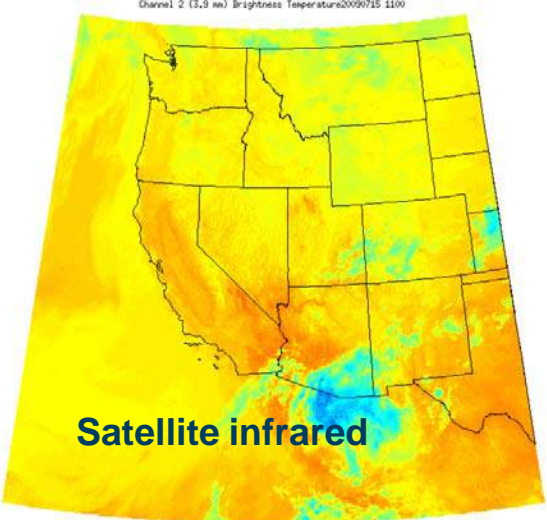 Channel 2 (3.9 mm) Brightness Temperature20090715 1100
Satellite infrared